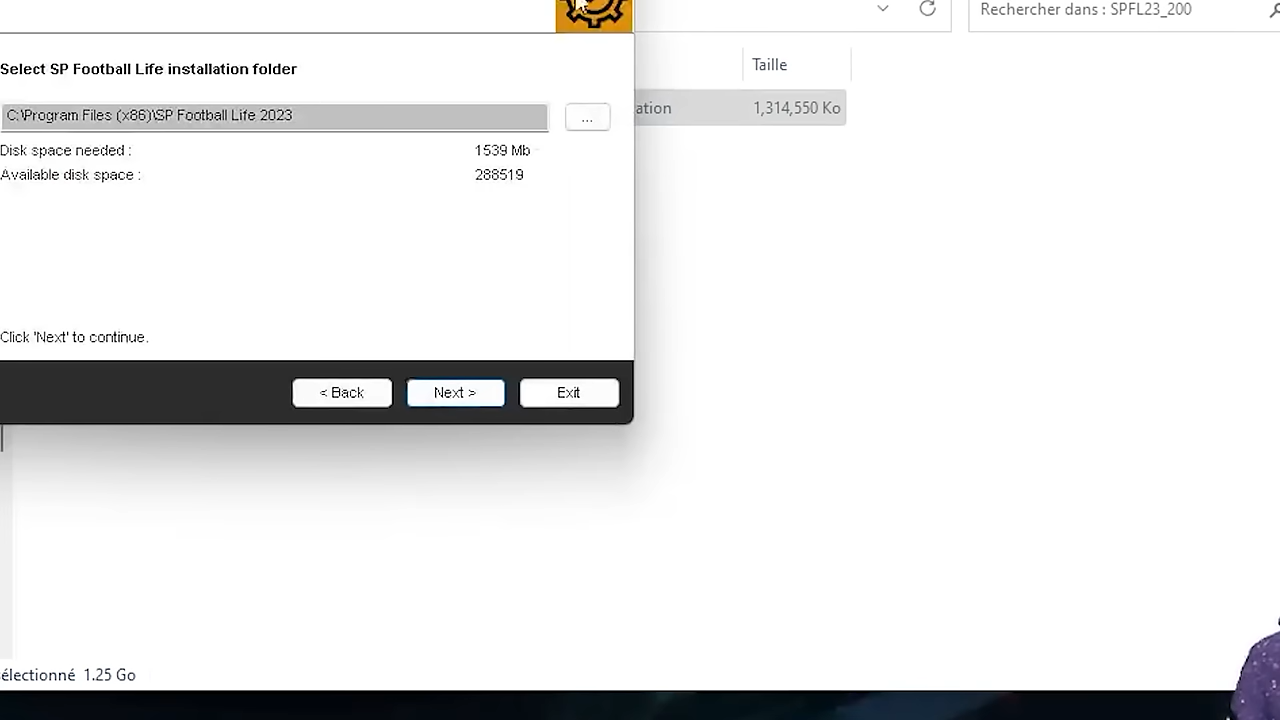 Rechercher dans : SPFL23_200
Select SP Football Life installation folder
Taille
C:\Program Files (x86)\SP Football Life 2023
...
ation
1,314,550 Ko
Disk space needed :
1539 Mb
Available disk space :
288519
Click 'Next' to continue.
< Back
Next >
Exit
électionné 1.25 Go